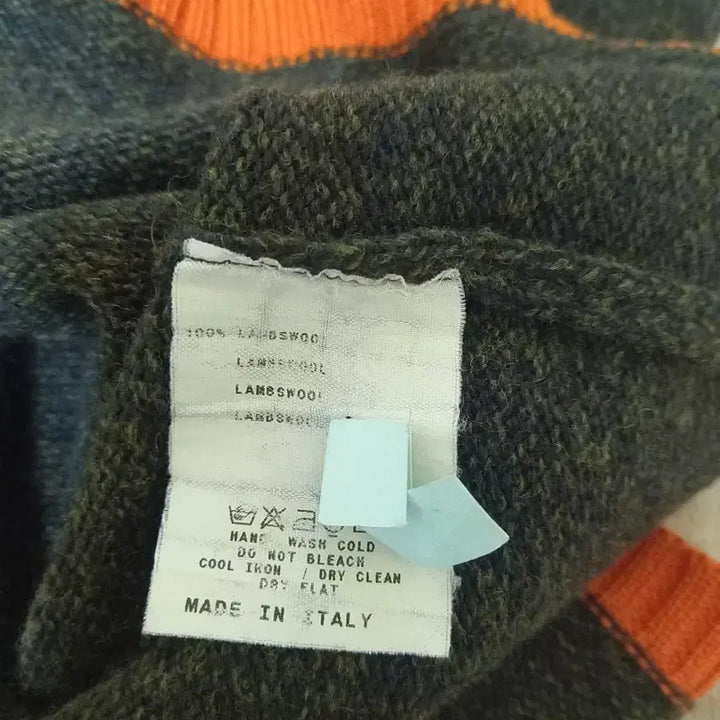 100% LAMBSWOO
LAMBSWOOL
LAMBSWOOL
LAMBSWOOL
HAND WASH COLD
DO NOT BLEACH
COOL IRON / DRY CLEAN
DRY FLAT
MADE IN ITALY